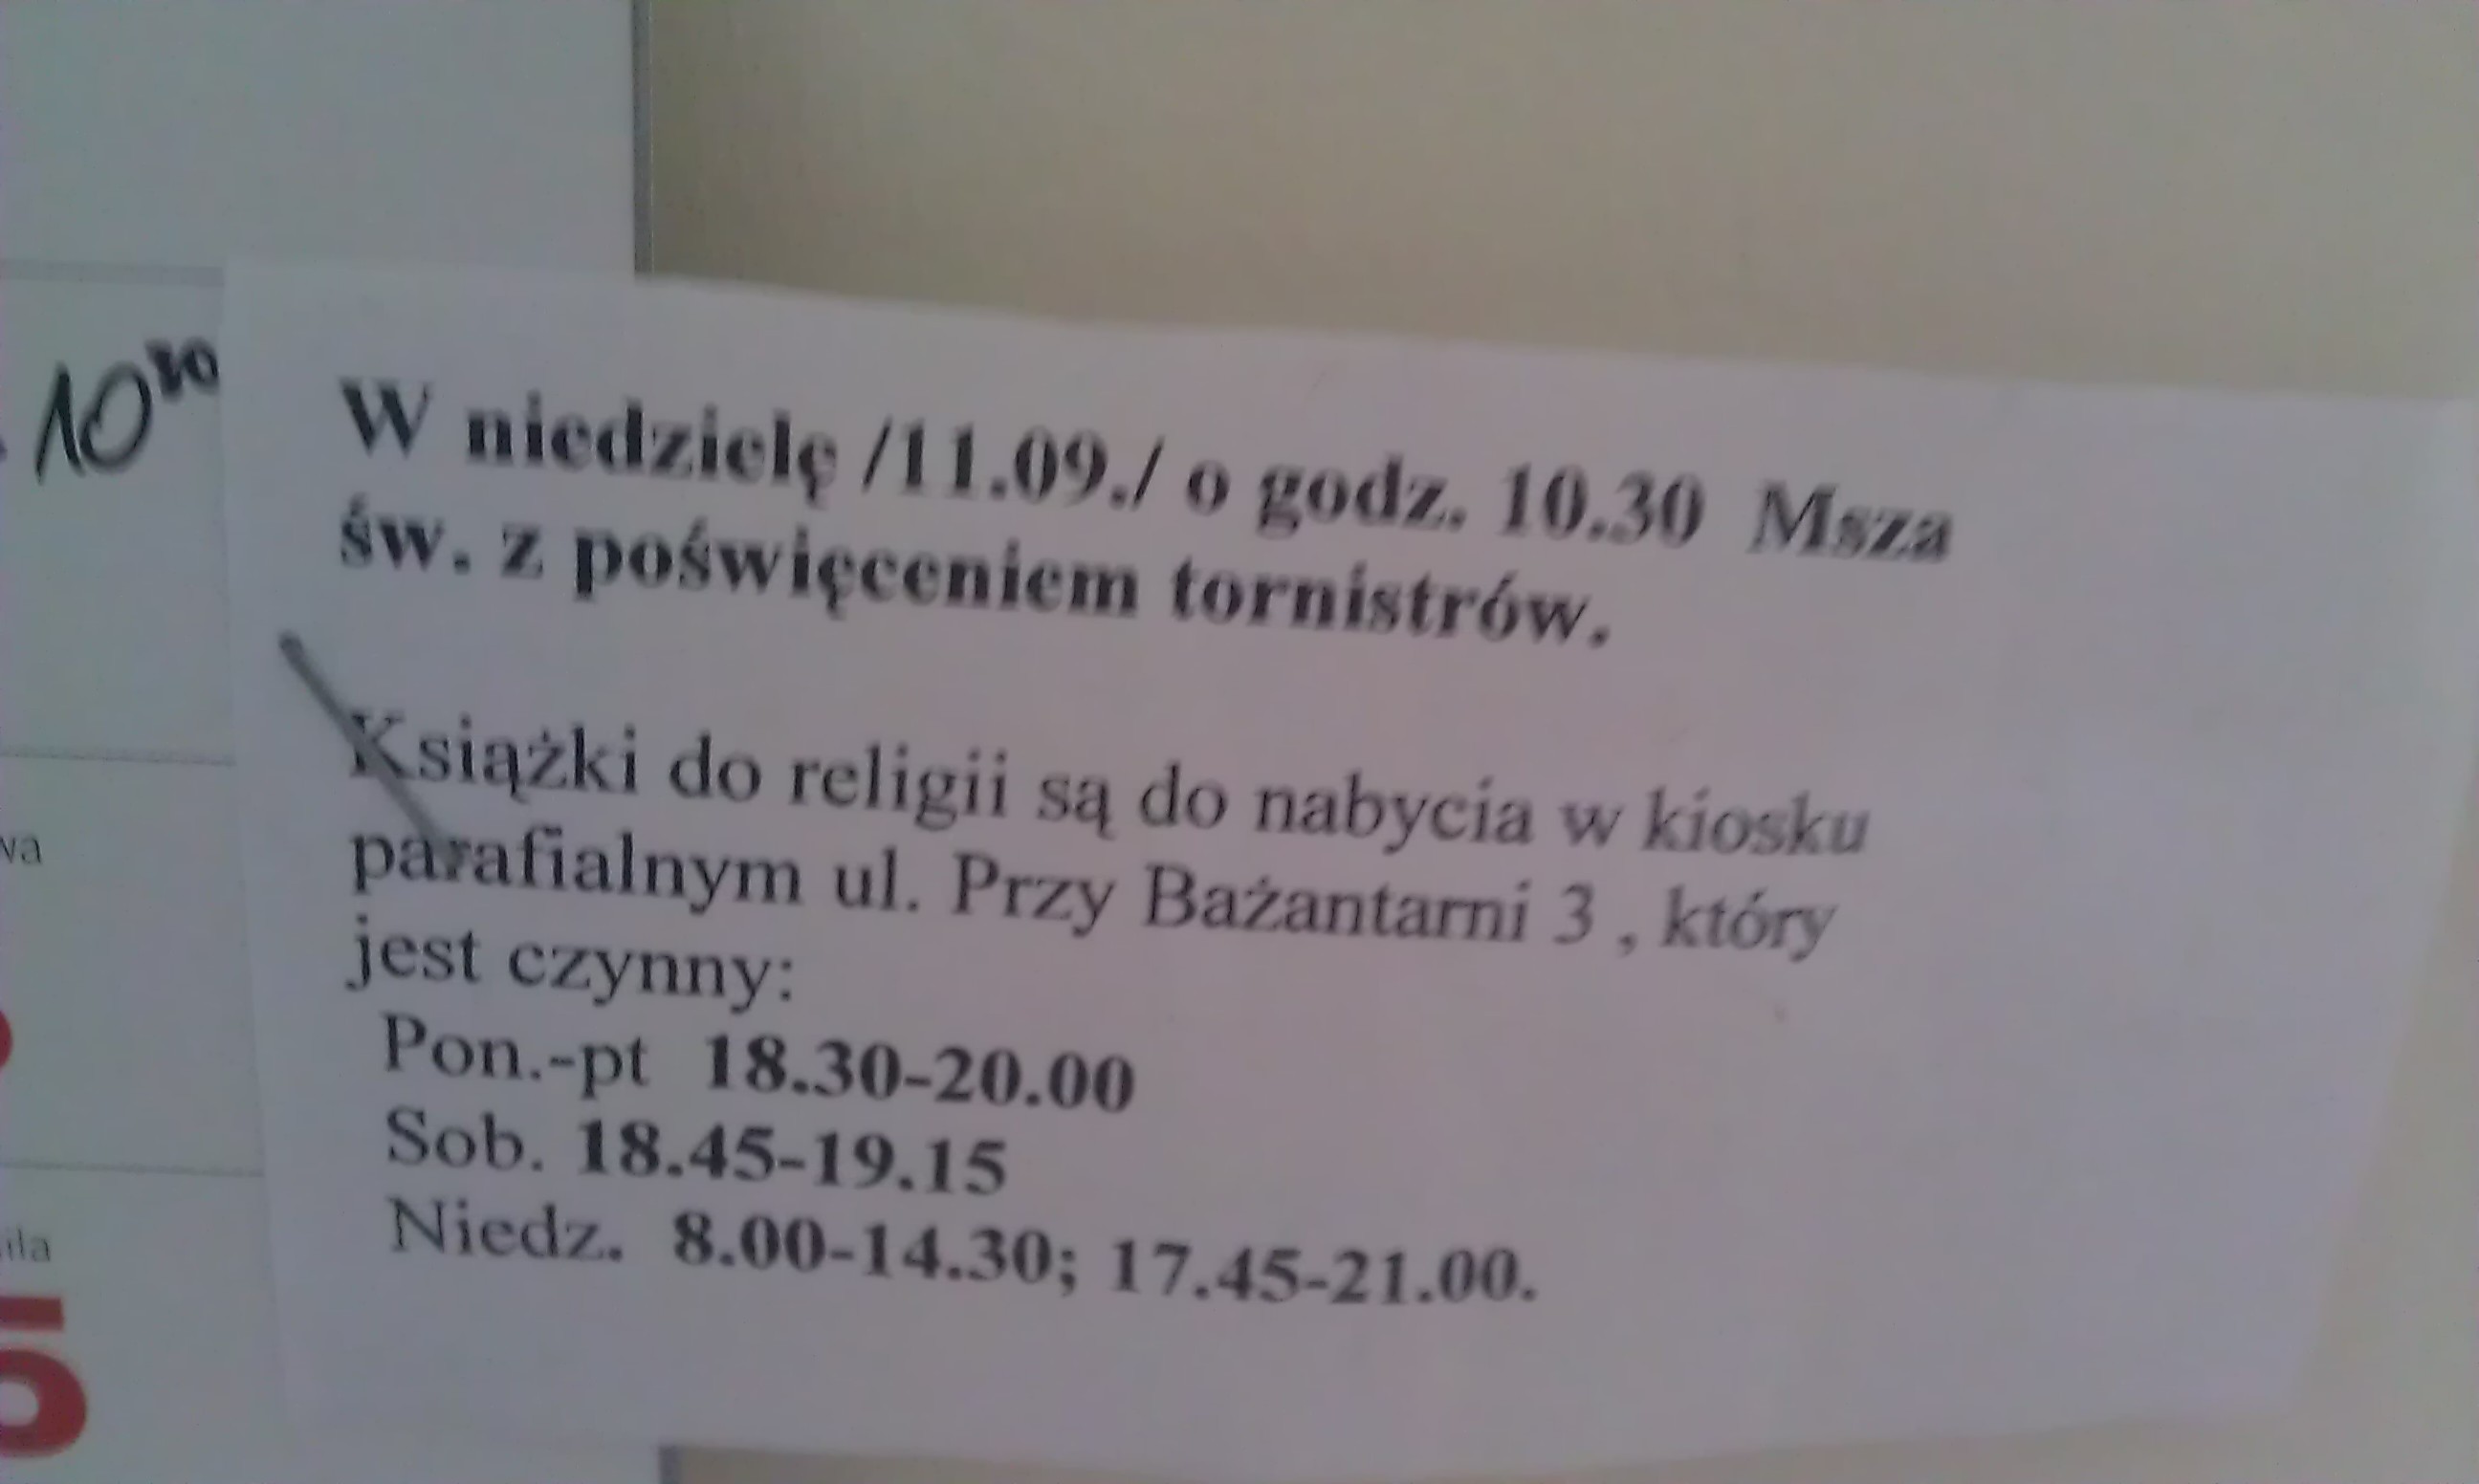 10³⁰
W niedzielę /11.09./ o godz. 10.30 Msza
św. z poświęceniem tornistrów.
Książki do religii są do nabycia w kiosku
parafialnym ul. Przy Bażantarni 3 , który
jest czynny:
Pon.-pt 18.30-20.00
Sob. 18.45-19.15
Niedz. 8.00-14.30; 17.45-21.00.